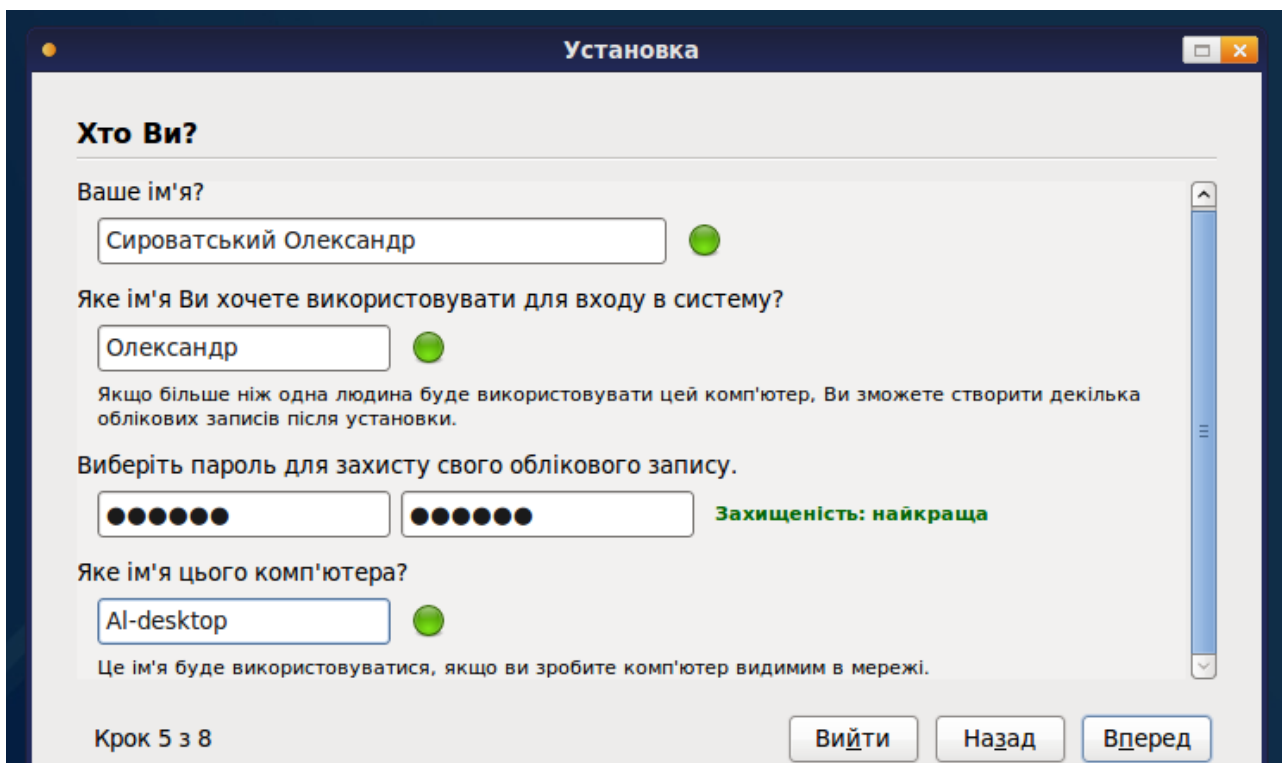 Установка
Хто Ви?
Ваше ім'я?
Сироватський Олександр
Яке ім'я Ви хочете використовувати для входу в систему?
Олександр
Якщо більше ніж одна людина буде використовувати цей комп'ютер, Ви зможете створити декілька
облікових записів після установки.
Виберіть пароль для захисту свого облікового запису.
●●●●●● ●●●●●● Захищеність: найкраща
Яке ім'я цього комп'ютера?
Al-desktop
Це ім'я буде використовуватися, якщо ви зробите комп'ютер видимим в мережі.
Крок 5 з 8 Вийти Назад Вперед